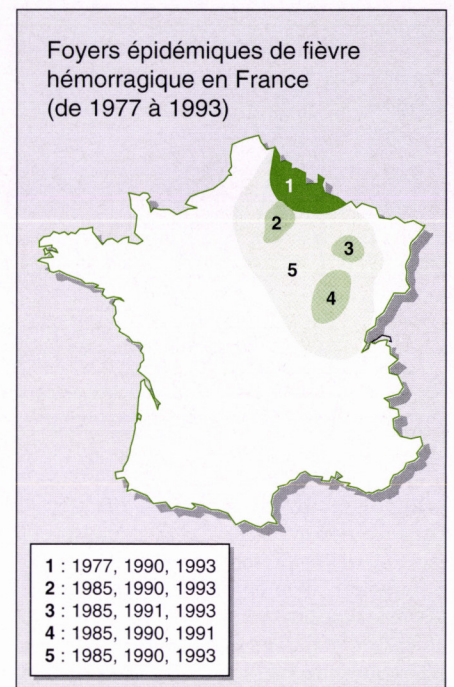 Foyers épidémiques de fièvre
hémorragique en France
(de 1977 à 1993)
1
2
3
5
4
1 : 1977, 1990, 1993
2 : 1985, 1990, 1993
3 : 1985, 1991, 1993
4 : 1985, 1990, 1991
5 : 1985, 1990, 1993